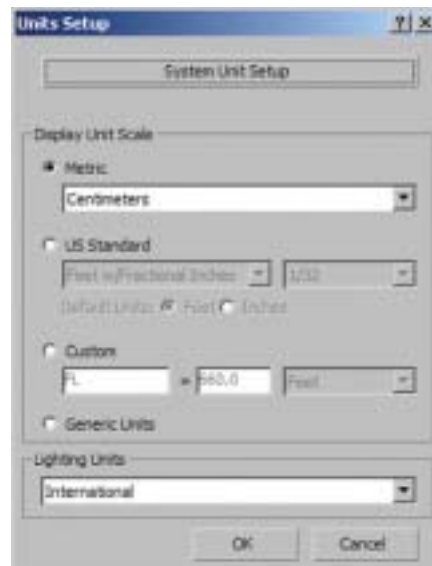 Units Setup
System Unit Setup
Display Unit Scale
Metric
Centimeters
US Standard
Feet w/Fractional Inches 1/32
Default Units: Feet Inches
Custom
FL = 660.0 Feet
Generic Units
Lighting Units
International
OK Cancel